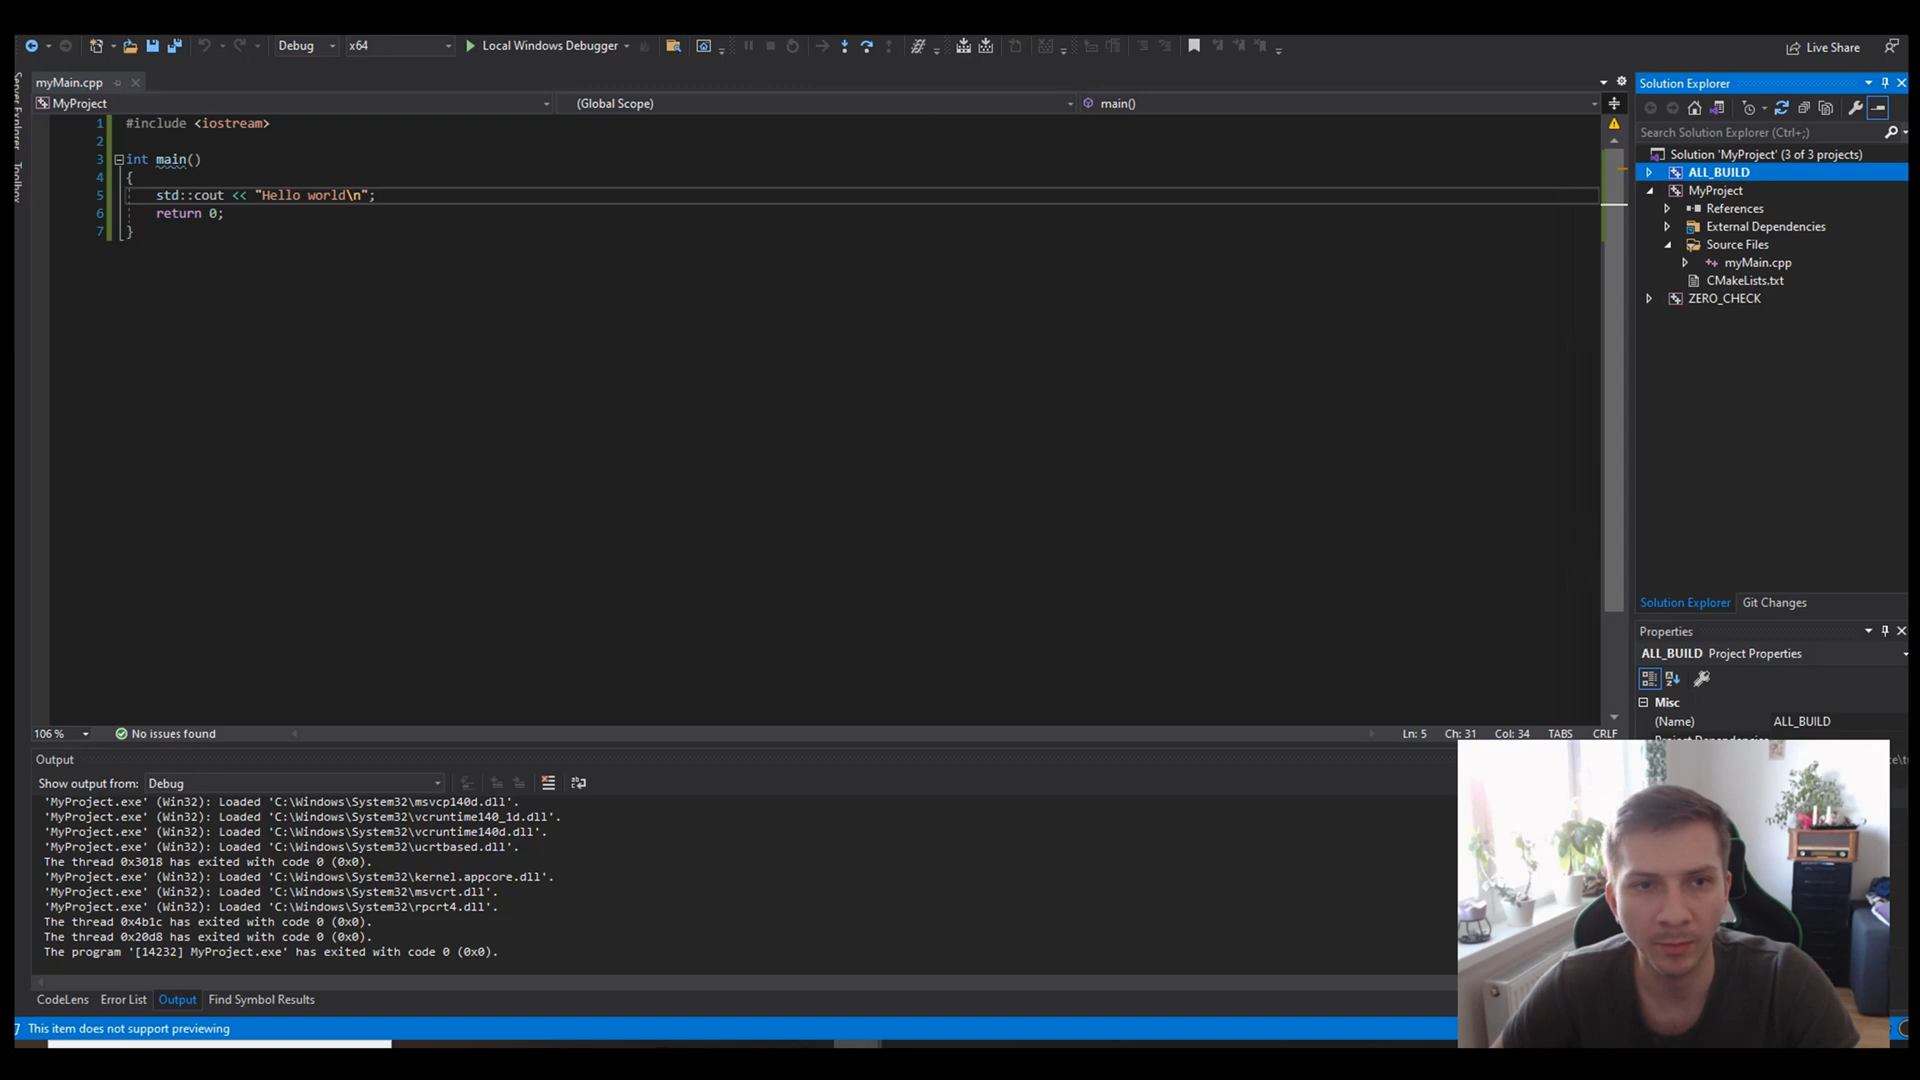 Debug
x64
Local Windows Debugger
Live Share
Server Explorer
Toolbox
myMain.cpp
MyProject
(Global Scope)
main()
1 #include <iostream>
2
3 int main()
4 {
5 std::cout << "Hello world\n";
6 return 0;
7 }
Solution Explorer
Search Solution Explorer (Ctrl+;)
Solution 'MyProject' (3 of 3 projects)
ALL_BUILD
MyProject
References
External Dependencies
Source Files
myMain.cpp
CMakeLists.txt
ZERO_CHECK
Solution Explorer Git Changes
Properties
ALL_BUILD Project Properties
Misc
(Name) ALL_BUILD
106 %
No issues found
Ln: 5 Ch: 31 Col: 34 TABS CRLF
Output
Show output from: Debug
'MyProject.exe' (Win32): Loaded 'C:\Windows\System32\msvcp140d.dll'.
'MyProject.exe' (Win32): Loaded 'C:\Windows\System32\vcruntime140_1d.dll'.
'MyProject.exe' (Win32): Loaded 'C:\Windows\System32\vcruntime140d.dll'.
'MyProject.exe' (Win32): Loaded 'C:\Windows\System32\ucrtbased.dll'.
The thread 0x3018 has exited with code 0 (0x0).
'MyProject.exe' (Win32): Loaded 'C:\Windows\System32\kernel.appcore.dll'.
'MyProject.exe' (Win32): Loaded 'C:\Windows\System32\msvcrt.dll'.
'MyProject.exe' (Win32): Loaded 'C:\Windows\System32\rpcrt4.dll'.
The thread 0x4b1c has exited with code 0 (0x0).
The thread 0x20d8 has exited with code 0 (0x0).
The program '[14232] MyProject.exe' has exited with code 0 (0x0).
CodeLens Error List Output Find Symbol Results
This item does not support previewing